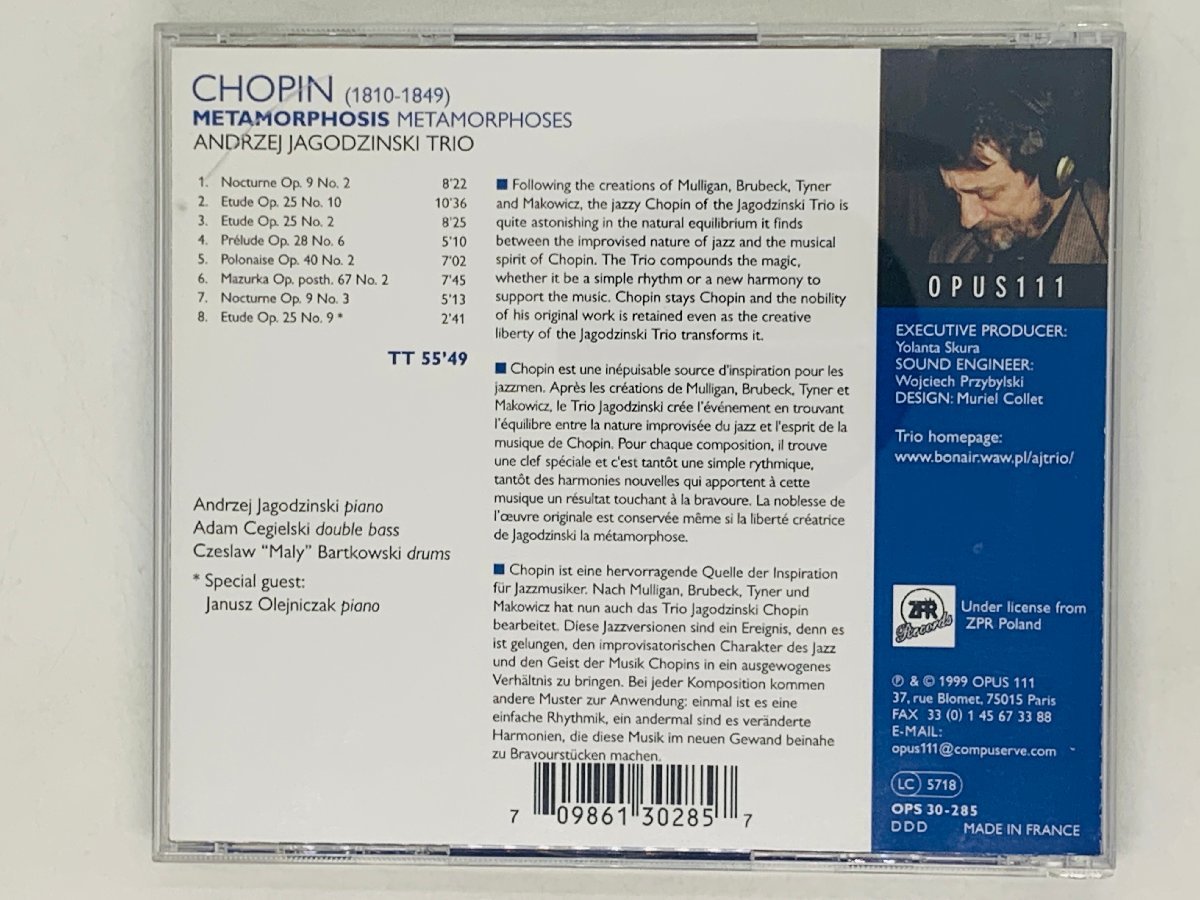 CHOPIN (1810-1849)
METAMORPHOSIS METAMORPHOSES
ANDRZEJ JAGODZINSKI TRIO
1. Nocturne Op. 9 No. 2 8'22
2. Etude Op. 25 No. 10 10'36
3. Etude Op. 25 No. 2 8'25
4. Prélude Op. 28 No. 6 5'10
5. Polonaise Op. 40 No. 2 7'02
6. Mazurka Op. posth. 67 No. 2 7'45
7. Nocturne Op. 9 No. 3 5'13
8. Etude Op. 25 No. 9 * 2'41
TT 55'49
Andrzej Jagodzinski piano
Adam Cegielski double bass
Czeslaw “Maly” Bartkowski drums
* Special guest:
Janusz Olejniczak piano
■ Following the creations of Mulligan, Brubeck, Tyner
and Makowicz, the jazzy Chopin of the Jagodzinski Trio is
quite astonishing in the natural equilibrium it finds
between the improvised nature of jazz and the musical
spirit of Chopin. The Trio compounds the magic,
whether it be a simple rhythm or a new harmony to
support the music. Chopin stays Chopin and the nobility
of his original work is retained even as the creative
liberty of the Jagodzinski Trio transforms it.
■ Chopin est une inépuisable source d'inspiration pour les
jazzmen. Après les créations de Mulligan, Brubeck, Tyner et
Makowicz, le Trio Jagodzinski crée l'événement en trouvant
l'équilibre entre la nature improvisée du jazz et l'esprit de la
musique de Chopin. Pour chaque composition, il trouve
une clef spéciale et c'est tantôt une simple rythmique,
tantôt des harmonies nouvelles qui apportent à cette
musique un résultat touchant à la bravoure. La noblesse de
l'œuvre originale est conservée même si la liberté créatrice
de Jagodzinski la métamorphose.
■ Chopin ist eine hervorragende Quelle der Inspiration
für Jazzmusiker. Nach Mulligan, Brubeck, Tyner und
Makowicz hat nun auch das Trio Jagodzinski Chopin
bearbeitet. Diese Jazzversionen sind ein Ereignis, denn es
ist gelungen, den improvisatorischen Charakter des Jazz
und den Geist der Musik Chopins in ein ausgewogenes
Verhältnis zu bringen. Bei jeder Komposition kommen
andere Muster zur Anwendung: einmal ist es eine
einfache Rhythmik, ein andermal sind es veränderte
Harmonien, die diese Musik im neuen Gewand beinahe
zu Bravourstücken machen.
7 09861 30285 7
OPUS111
EXECUTIVE PRODUCER:
Yolanta Skura
SOUND ENGINEER:
Wojciech Przybylski
DESIGN: Muriel Collet
Trio homepage:
www.bonair.waw.pl/ajtrio/
ZPR
Records
Under license from
ZPR Poland
℗ & © 1999 OPUS 111
37, rue Blomet, 75015 Paris
FAX 33 (0) 1 45 67 33 88
E-MAIL:
opus111@compuserve.com
LC 5718
OPS 30-285
DDD MADE IN FRANCE